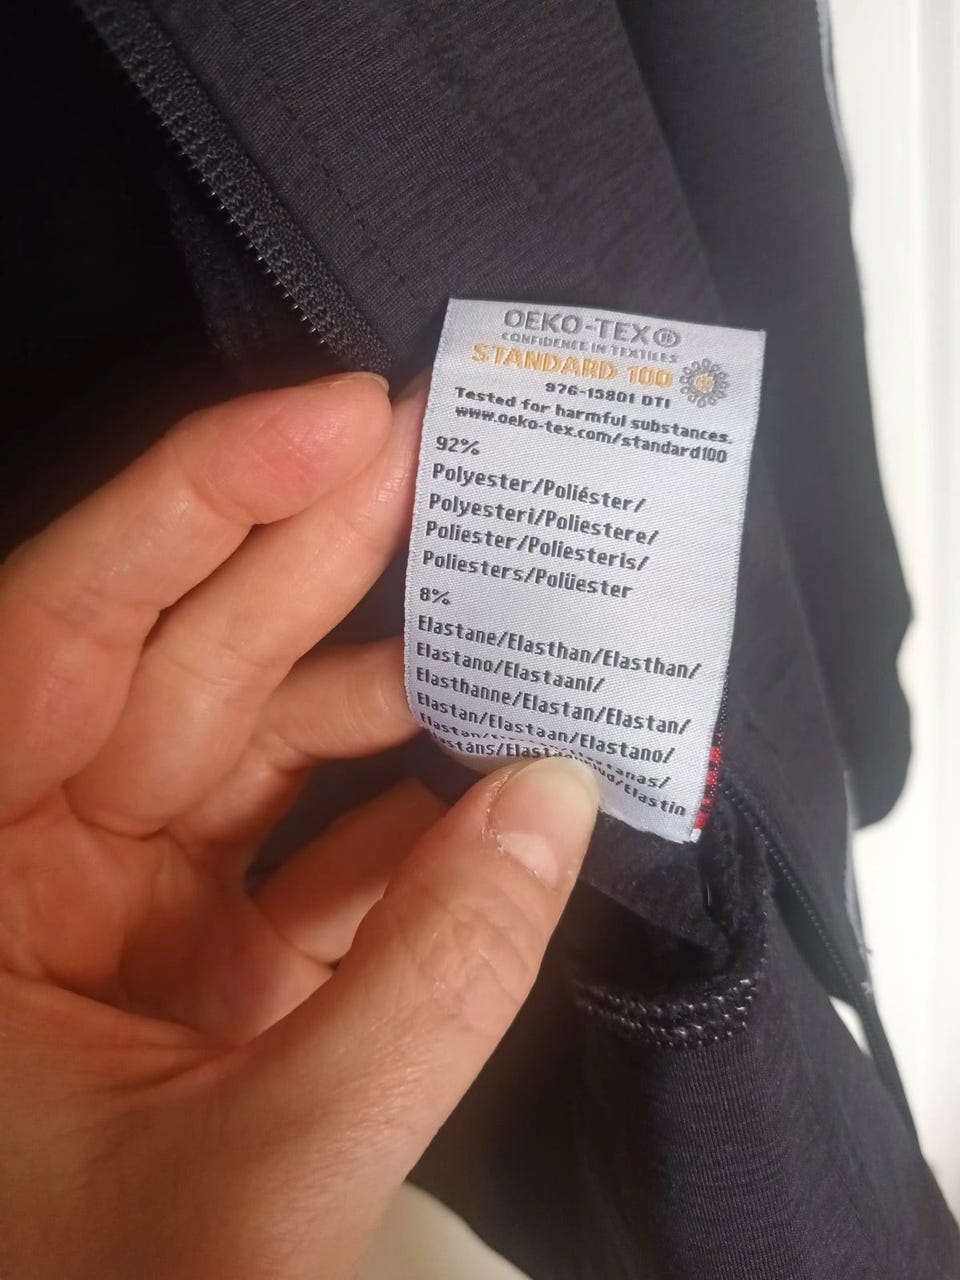 OEKO-TEX®
CONFIDENCE IN TEXTILES
STANDARD 100
976-15801 DTI
Tested for harmful substances.
www.oeko-tex.com/standard100
92%
Polyester/Poliéster/
Polyesteri/Poliestere/
Poliester/Poliesteris/
Poliesters/Polüester
8%
Elastane/Elasthan/Elasthan/
Elastano/Elastaani/
Elasthanne/Elastan/Elastan/
Elastan/Elastaan/Elastano/
Elastan/
/Elastin